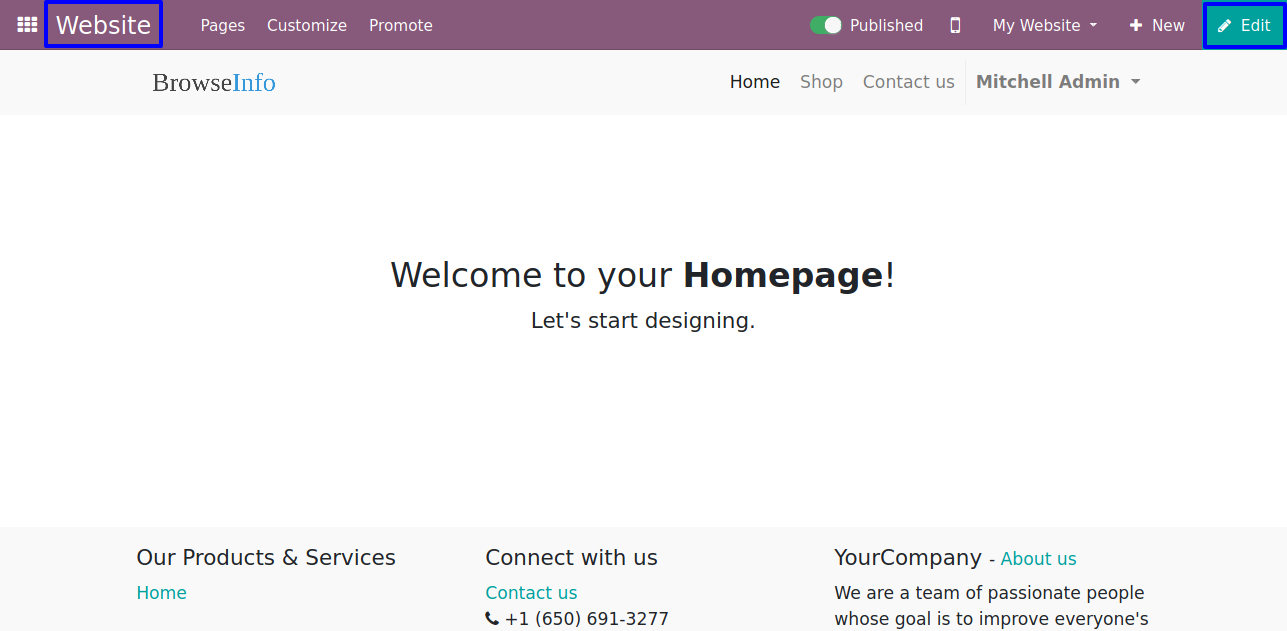 Website Pages Customize Promote Published My Website New Edit
BrowseInfo Home Shop Contact us Mitchell Admin
Welcome to your Homepage!
Let's start designing.
Our Products & Services
Home
Connect with us
Contact us
+1 (650) 691-3277
YourCompany - About us
We are a team of passionate people
whose goal is to improve everyone's